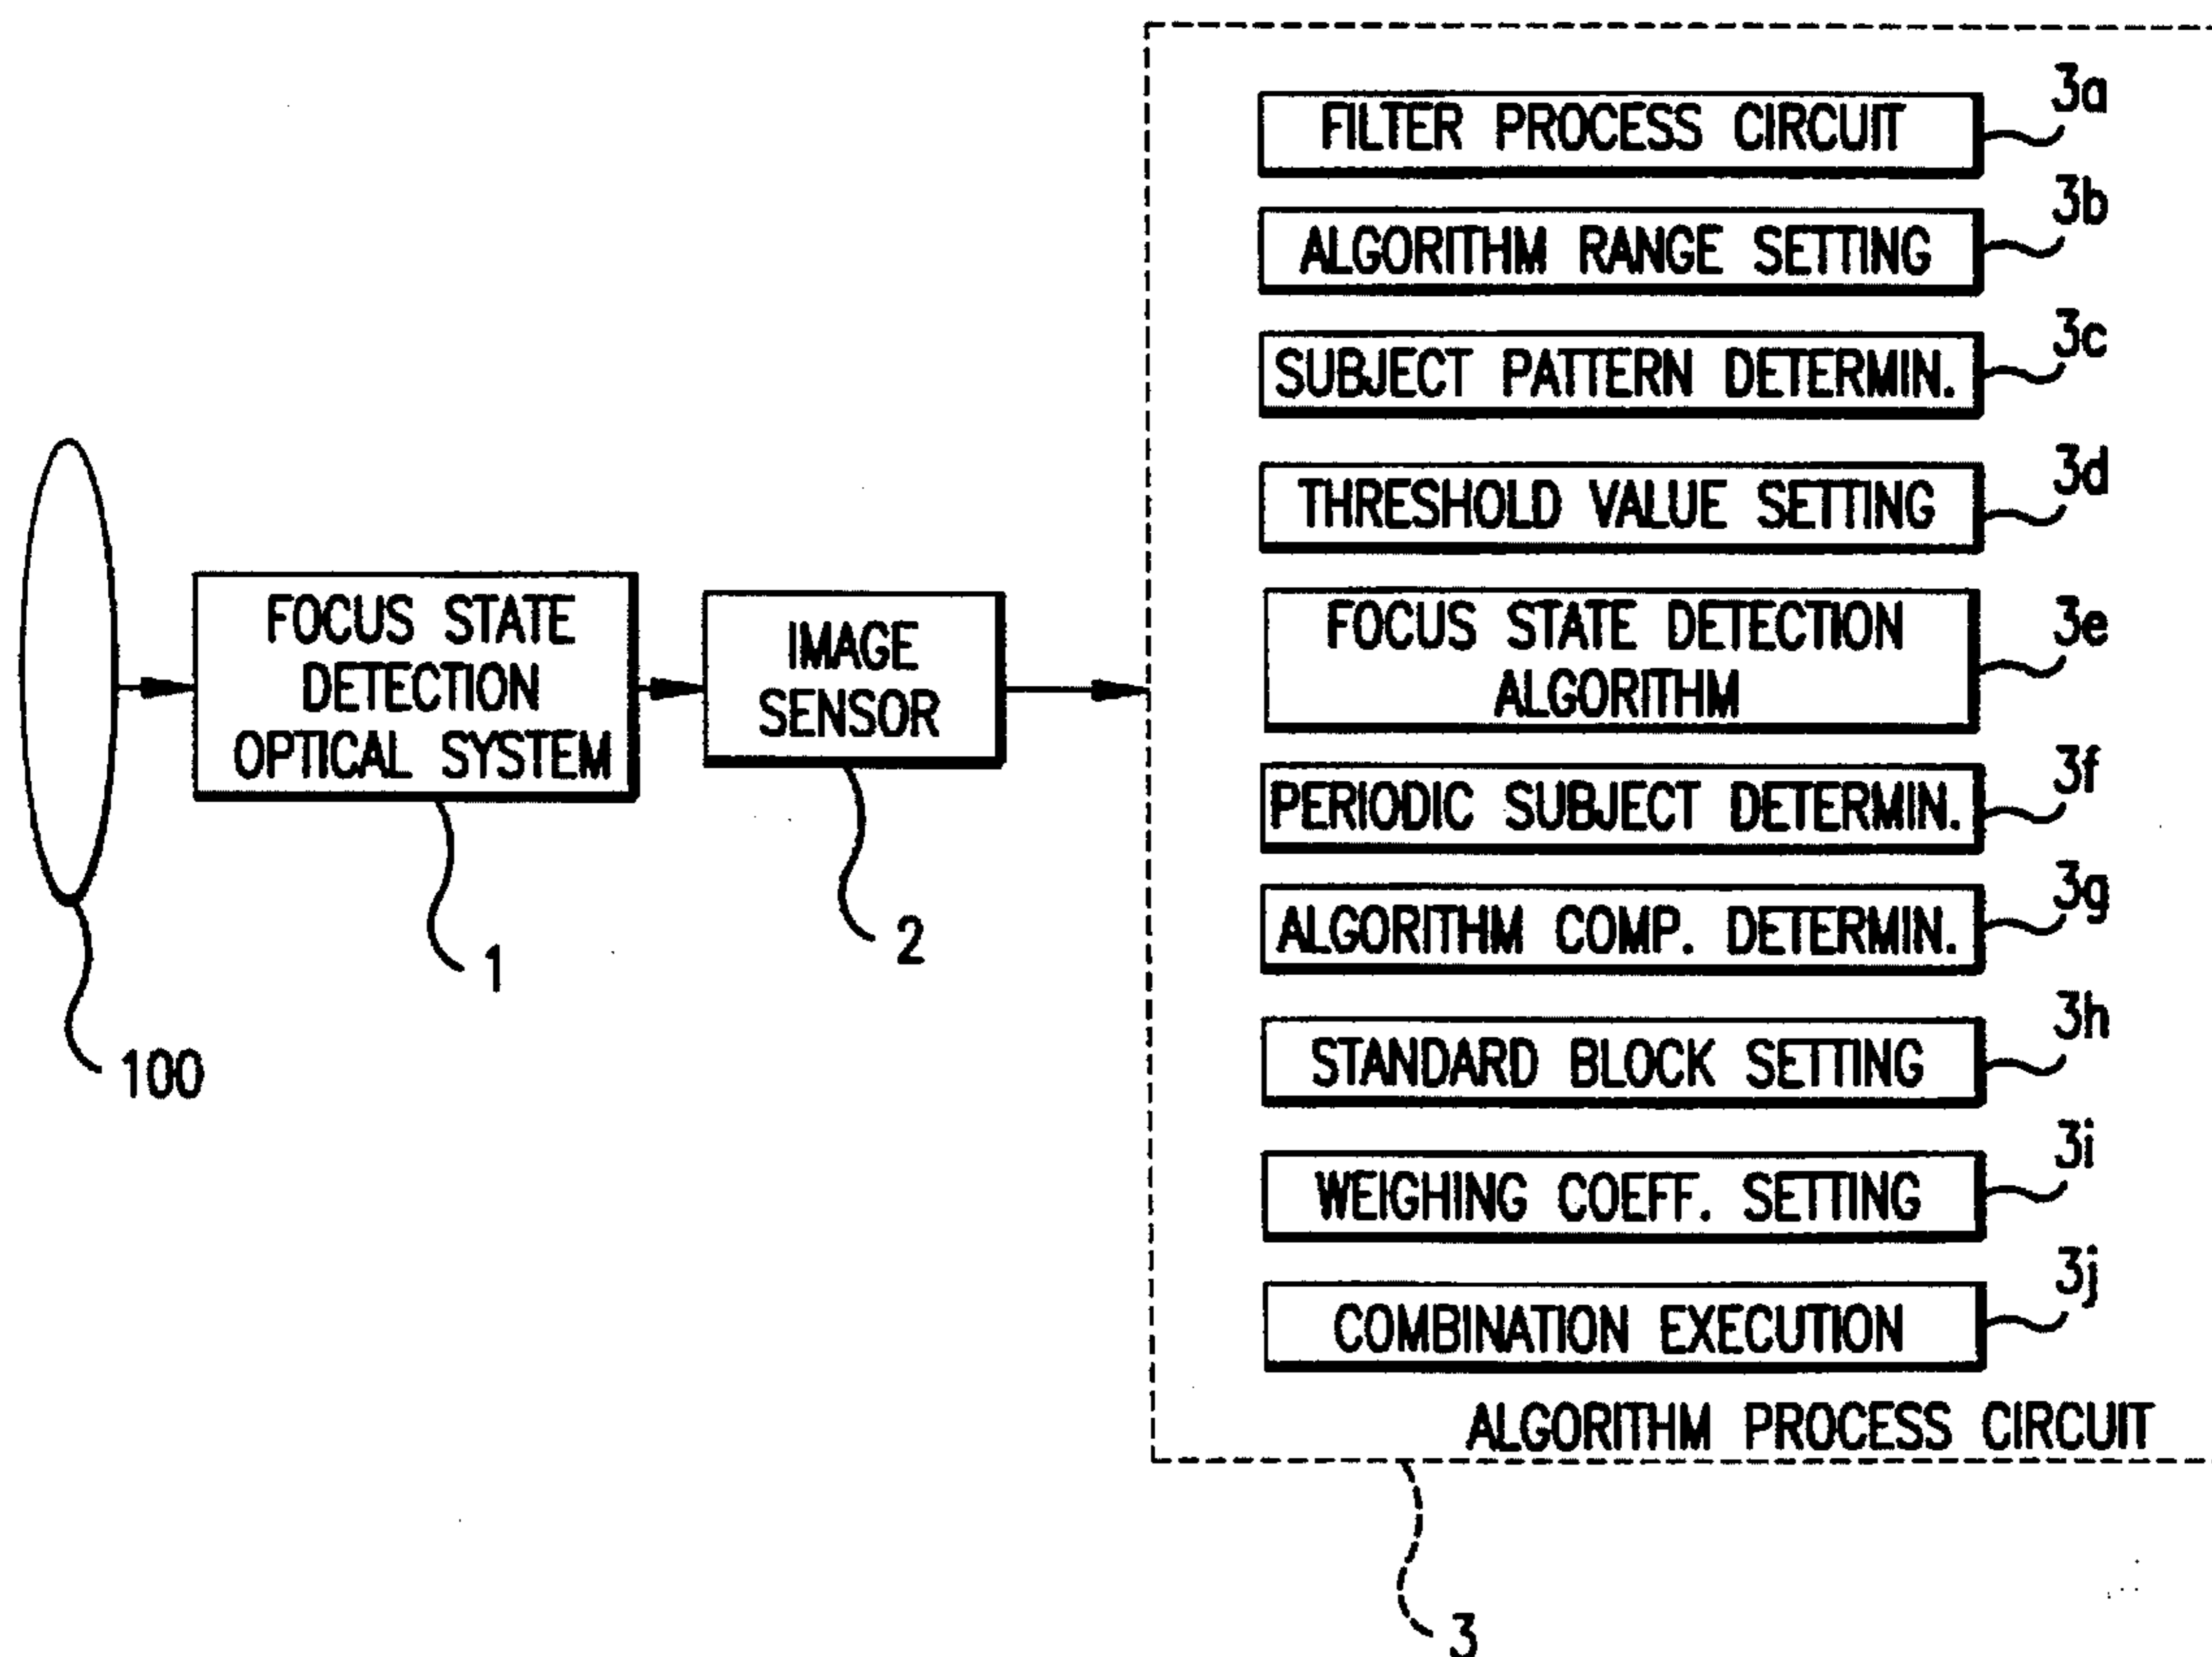 100
FOCUS STATE
DETECTION
OPTICAL SYSTEM
1
IMAGE
SENSOR
2
FILTER PROCESS CIRCUIT
3a
ALGORITHM RANGE SETTING
3b
SUBJECT PATTERN DETERMIN.
3c
THRESHOLD VALUE SETTING
3d
FOCUS STATE DETECTION
ALGORITHM
3e
PERIODIC SUBJECT DETERMIN.
3f
ALGORITHM COMP. DETERMIN.
3g
STANDARD BLOCK SETTING
3h
WEIGHING COEFF. SETTING
3i
COMBINATION EXECUTION
3j
ALGORITHM PROCESS CIRCUIT
3